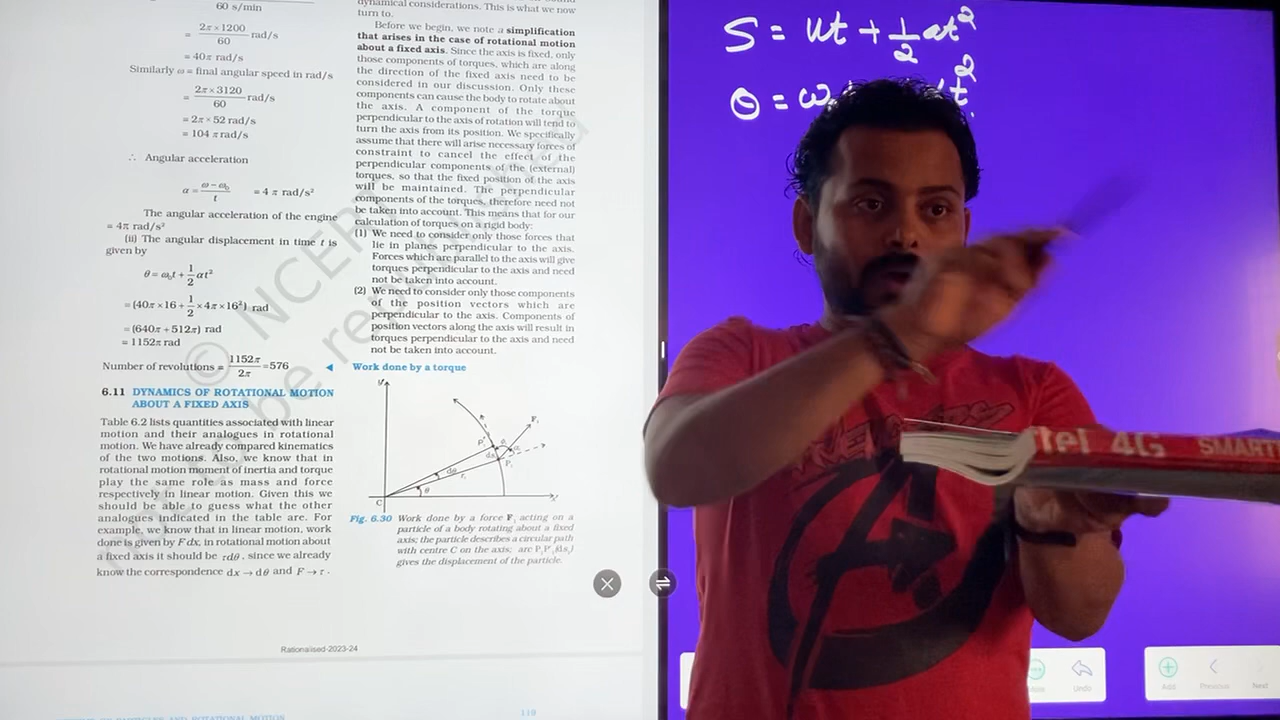 60 s/min
= 2π×1200/60 rad/s
= 40π rad/s
Similarly ω = final angular speed in rad/s
= 2π×3120/60 rad/s
= 2π × 52 rad/s
= 104 π rad/s
∴ Angular acceleration
α = ω − ω₀/t = 4 π rad/s²
The angular acceleration of the engine
= 4π rad/s²
(ii) The angular displacement in time t is
given by
θ = ω₀t + 1/2 αt²
= (40π × 16 + 1/2 × 4π × 16²) rad
= (640π + 512π) rad
= 1152π rad
Number of revolutions = 1152π/2π = 576
6.11 DYNAMICS OF ROTATIONAL MOTION
ABOUT A FIXED AXIS
Table 6.2 lists quantities associated with linear
motion and their analogues in rotational
motion. We have already compared kinematics
of the two motions. Also, we know that in
rotational motion moment of inertia and torque
play the same role as mass and force
respectively in linear motion. Given this we
should be able to guess what the other
analogues indicated in the table are. For
example, we know that in linear motion, work
done is given by F dx, in rotational motion about
a fixed axis it should be τdθ, since we already
know the correspondence dx → dθ and F → τ.
dynamical considerations. This is what we now
turn to.
Before we begin, we note a simplification
that arises in the case of rotational motion
about a fixed axis. Since the axis is fixed, only
those components of torques, which are along
the direction of the fixed axis need to be
considered in our discussion. Only these
components can cause the body to rotate about
the axis. A component of the torque
perpendicular to the axis of rotation will tend to
turn the axis from its position. We specifically
assume that there will arise necessary forces of
constraint to cancel the effect of the
perpendicular components of the (external)
torques, so that the fixed position of the axis
will be maintained. The perpendicular
components of the torques, therefore need not
be taken into account. This means that for our
calculation of torques on a rigid body:
(1) We need to consider only those forces that
lie in planes perpendicular to the axis.
Forces which are parallel to the axis will give
torques perpendicular to the axis and need
not be taken into account.
(2) We need to consider only those components
of the position vectors which are
perpendicular to the axis. Components of
position vectors along the axis will result in
torques perpendicular to the axis and need
not be taken into account.
Work done by a torque
C
θ
dθ
Fig. 6.30 Work done by a force F₁ acting on a
particle of a body rotating about a fixed
axis; the particle describes a circular path
with centre C on the axis; arc P₁P′₁(ds₁)
gives the displacement of the particle.
Rationalised-2023-24
119
© NCERT
S = ut + 1/2 at²
θ = ω t²
4G SMART
Undo
Add
Previous
Next